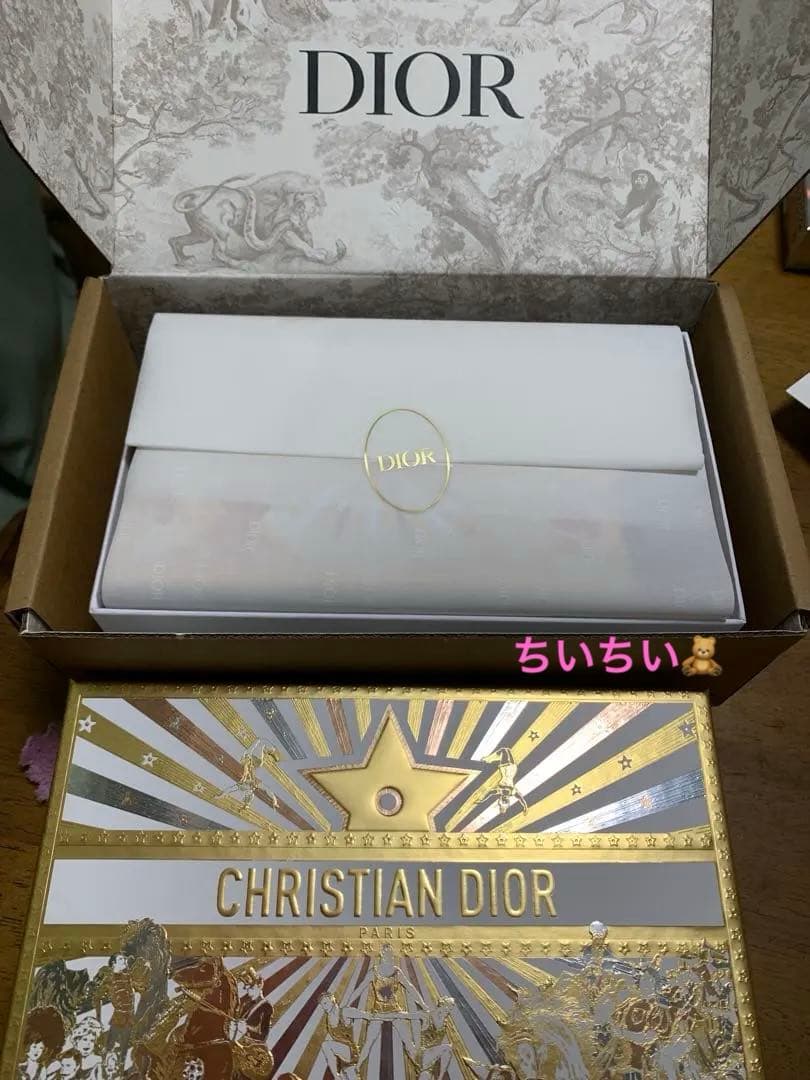 DIOR
DIOR
ちいちい🧸
CHRISTIAN DIOR
PARIS